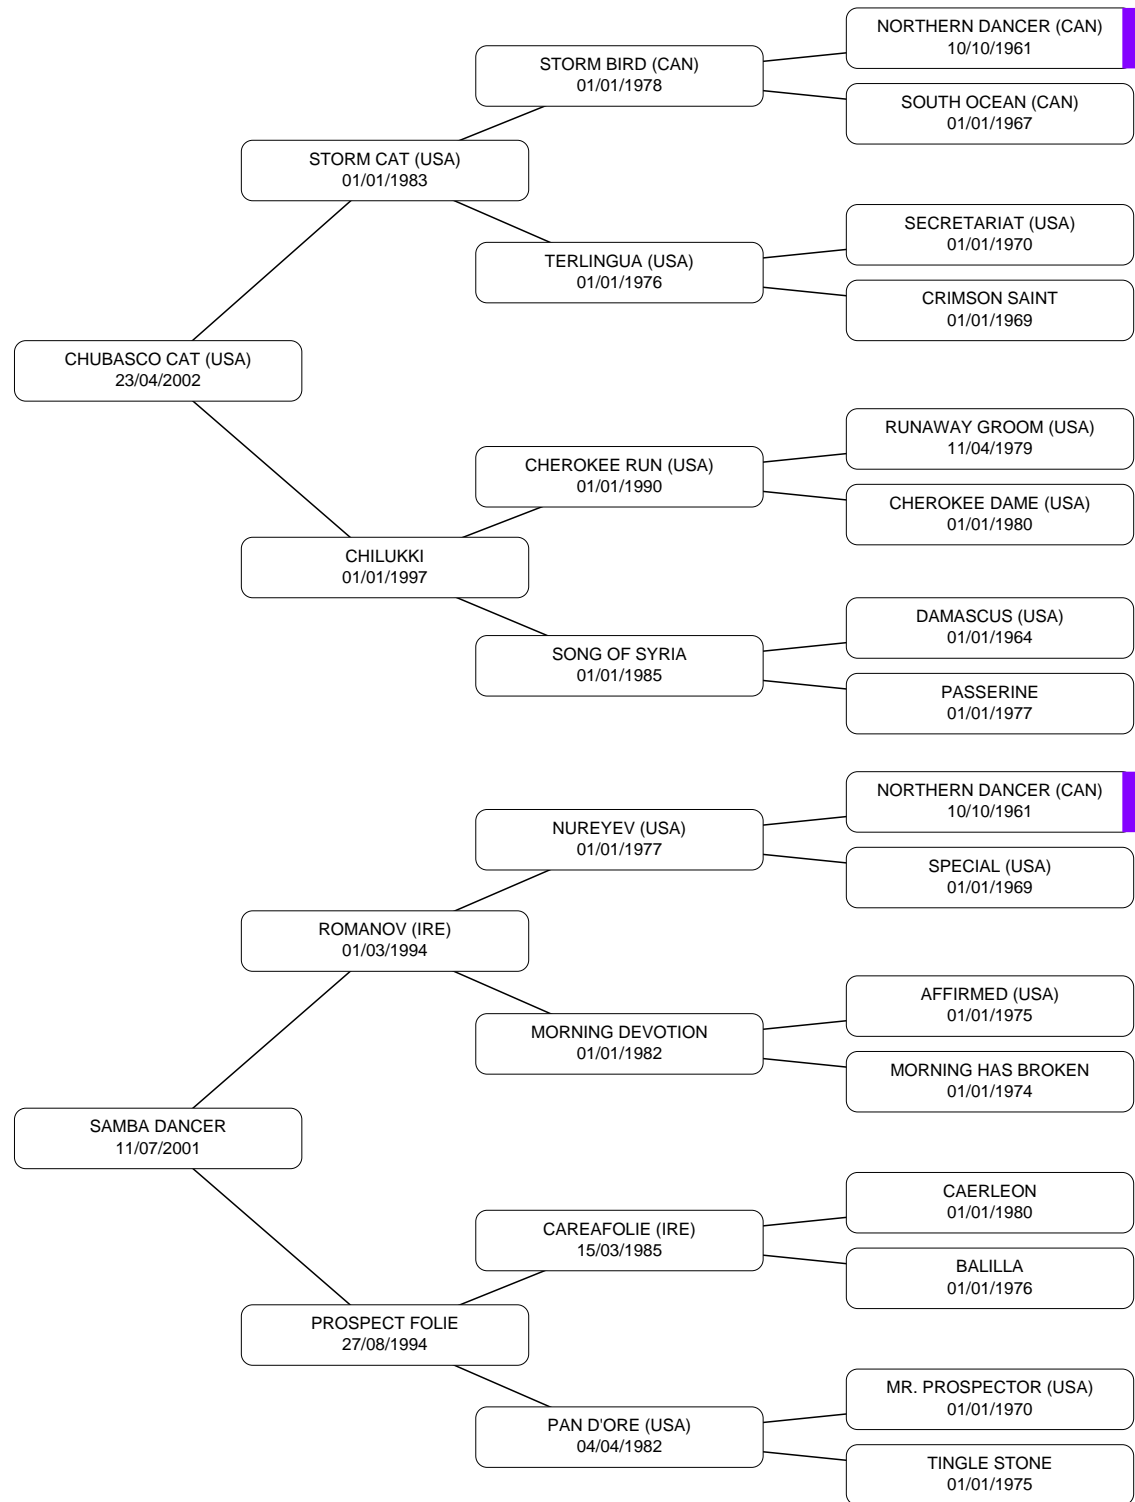 NORTHERN DANCER (CAN)
10/10/1961
STORM BIRD (CAN)
01/01/1978
SOUTH OCEAN (CAN)
01/01/1967
STORM CAT (USA)
01/01/1983
SECRETARIAT (USA)
01/01/1970
TERLINGUA (USA)
01/01/1976
CRIMSON SAINT
01/01/1969
CHUBASCO CAT (USA)
23/04/2002
RUNAWAY GROOM (USA)
11/04/1979
CHEROKEE RUN (USA)
01/01/1990
CHEROKEE DAME (USA)
01/01/1980
CHILUKKI
01/01/1997
DAMASCUS (USA)
01/01/1964
SONG OF SYRIA
01/01/1985
PASSERINE
01/01/1977
NORTHERN DANCER (CAN)
10/10/1961
NUREYEV (USA)
01/01/1977
SPECIAL (USA)
01/01/1969
ROMANOV (IRE)
01/03/1994
AFFIRMED (USA)
01/01/1975
MORNING DEVOTION
01/01/1982
MORNING HAS BROKEN
01/01/1974
SAMBA DANCER
11/07/2001
CAERLEON
01/01/1980
CAREAFOLIE (IRE)
15/03/1985
BALILLA
01/01/1976
PROSPECT FOLIE
27/08/1994
MR. PROSPECTOR (USA)
01/01/1970
PAN D'ORE (USA)
04/04/1982
TINGLE STONE
01/01/1975